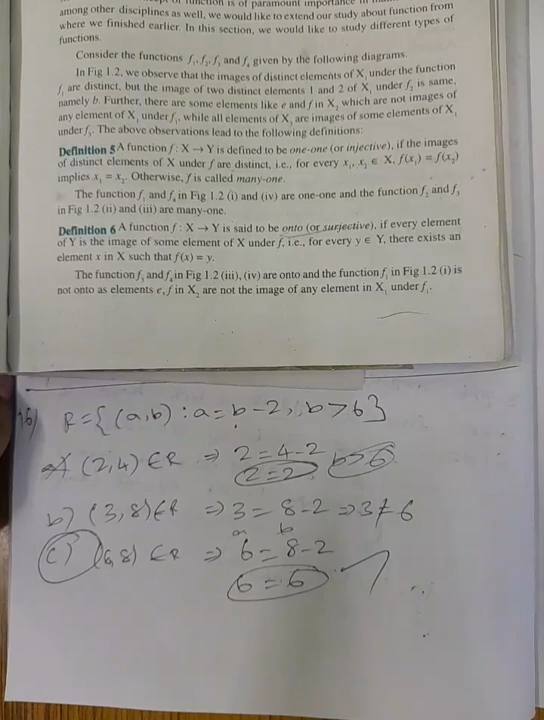 is of paramount importance in
among other disciplines as well, we would like to extend our study about function from
where we finished earlier. In this section, we would like to study different types of
functions.
Consider the functions f₁, f₂, f₃ and f₄ given by the following diagrams.
In Fig 1.2, we observe that the images of distinct elements of X₁ under the function
f₁ are distinct, but the image of two distinct elements 1 and 2 of X₁ under f₂ is same,
namely b. Further, there are some elements like e and f in X₂ which are not images of
any element of X₁ under f₁, while all elements of X₃ are images of some elements of X₁
under f₃. The above observations lead to the following definitions:
Definition 5 A function f : X → Y is defined to be one-one (or injective), if the images
of distinct elements of X under f are distinct, i.e., for every x₁, x₂ ∈ X, f(x₁) = f(x₂)
implies x₁ = x₂. Otherwise, f is called many-one.
The function f₁ and f₄ in Fig 1.2 (i) and (iv) are one-one and the function f₂ and f₃
in Fig 1.2 (ii) and (iii) are many-one.
Definition 6 A function f : X → Y is said to be onto (or surjective), if every element
of Y is the image of some element of X under f, i.e., for every y ∈ Y, there exists an
element x in X such that f(x) = y.
The function f₃ and f₄ in Fig 1.2 (iii), (iv) are onto and the function f₁ in Fig 1.2 (i) is
not onto as elements e, f in X₂ are not the image of any element in X₁ under f₁.
16) R={(a,b) : a=b-2, b>6}
a) (2,4) ∈ R ⇒ 2=4-2 b>6
2=2
b) (3,8) ∈ R ⇒ 3=8-2 ⇒ 3≠6
a b
c) (6,8) ∈ R ⇒ 6=8-2
6=6